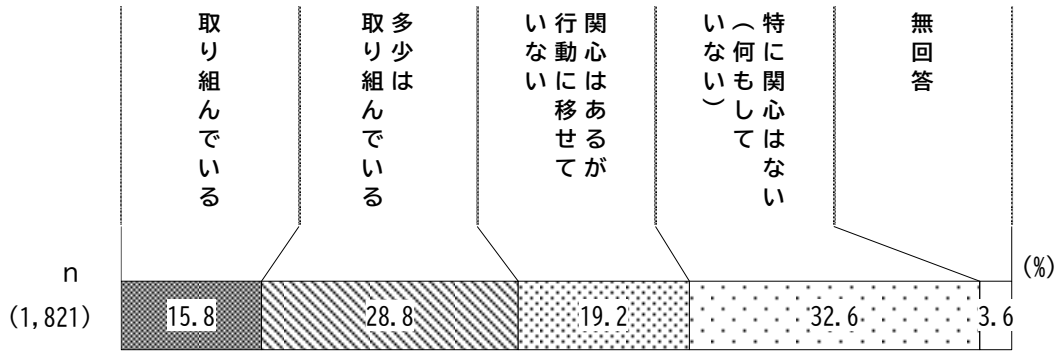 取り組んでいる
多少は
取り組んでいる
関心はあるが
行動に移せて
いない
特に関心はない
（何もして
いない）
無回答
(%)
n
(1,821)
15.8
28.8
19.2
32.6
3.6